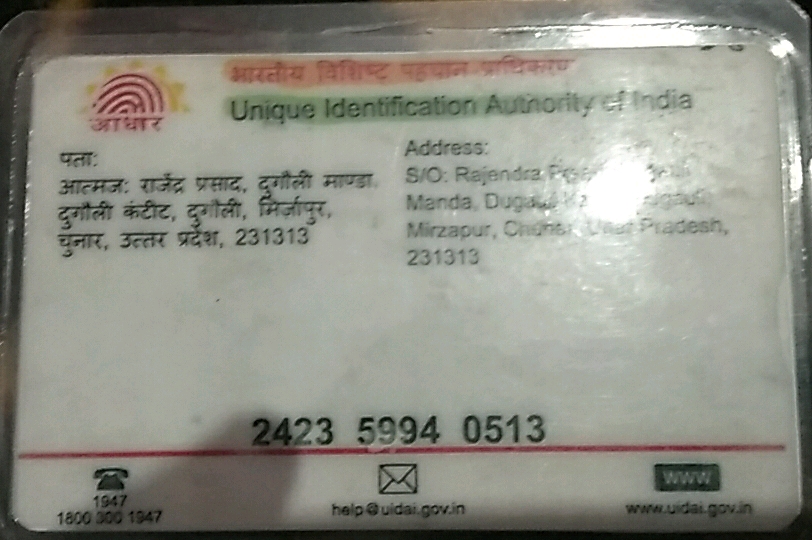 भारतीय विशिष्ट पहचान प्राधिकरण
Unique Identification Authority of India
आधार
पता:
आत्मज: राजेंद्र प्रसाद, दुगौली माण्डा,
दुगौली कंटीट, दुगौली, मिर्जापुर,
चुनार, उत्तर प्रदेश, 231313
Address:
S/O: Rajendra
Manda,
Mirzapur, Chunar, Uttar Pradesh,
231313
2423 5994 0513
1947
1800 300 1947
help@uidai.gov.in
www
www.uidai.gov.in